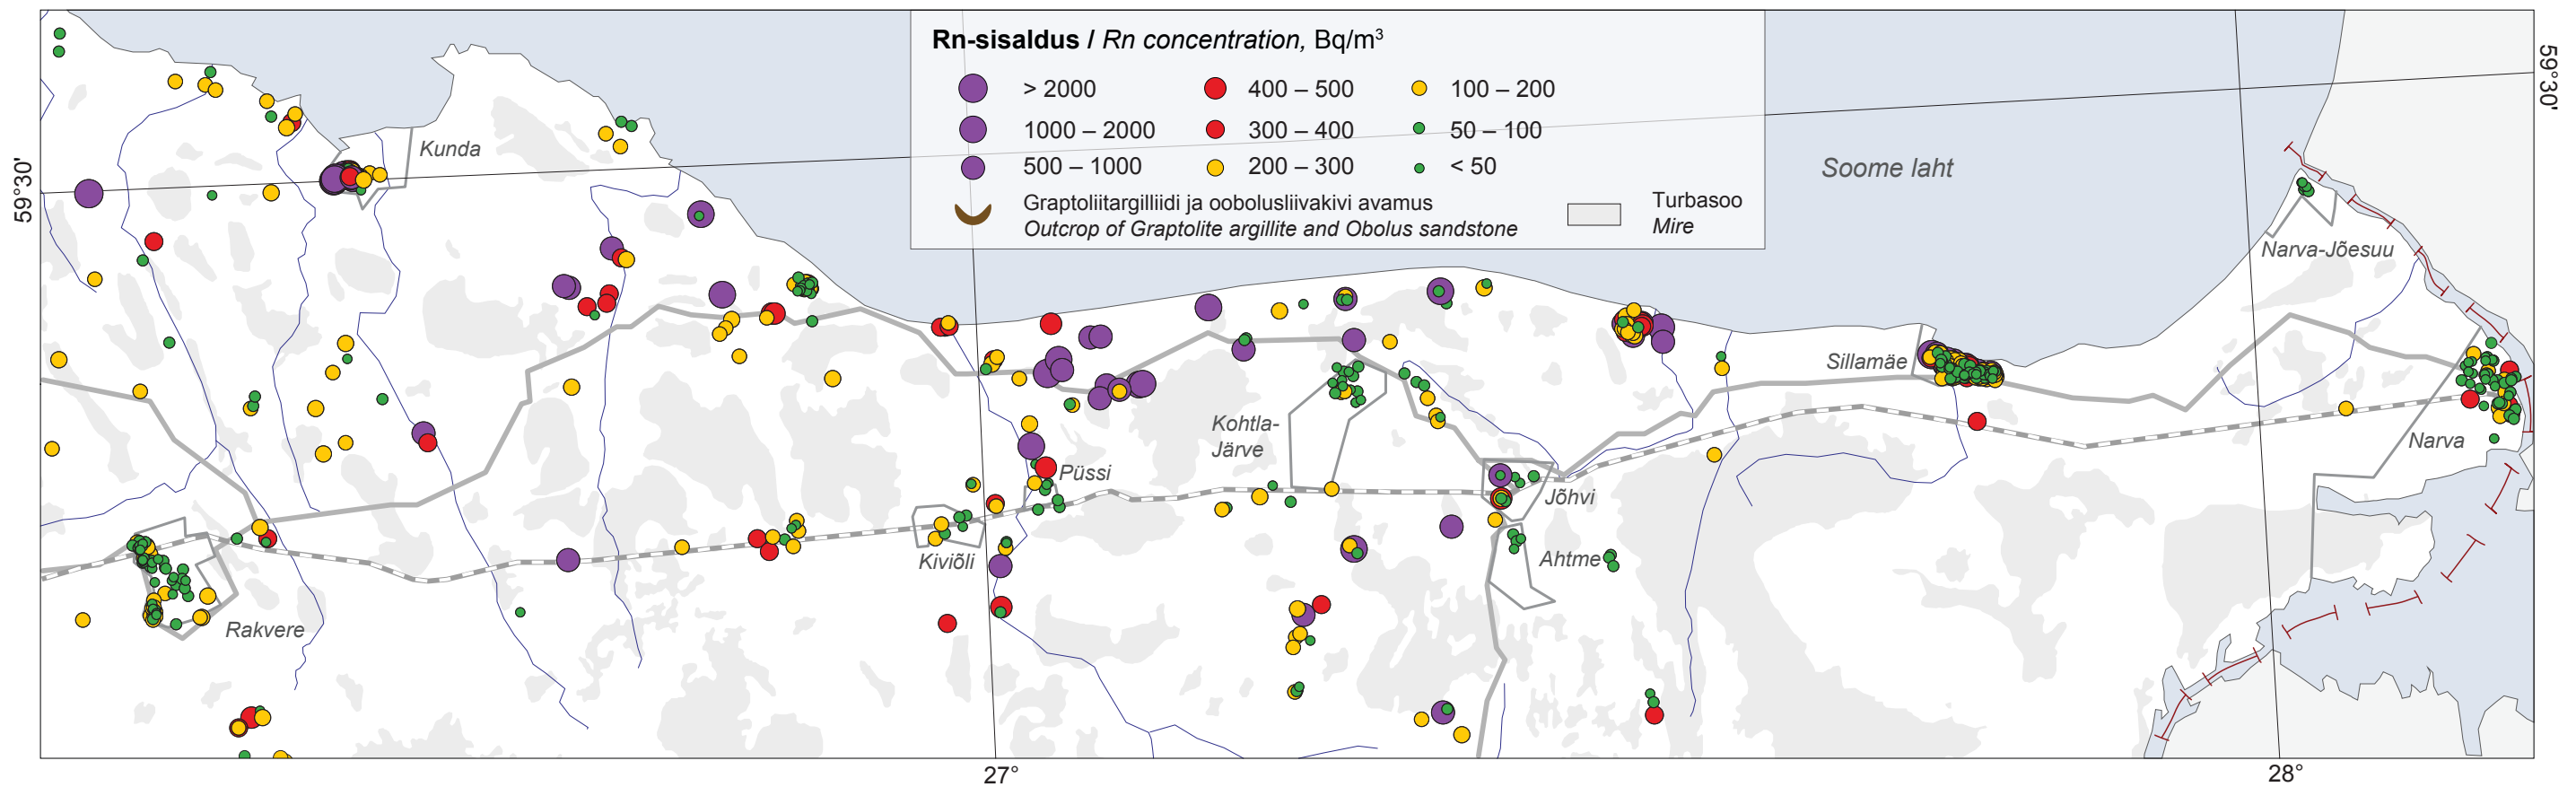 Rn-sisaldus / Rn concentration, Bq/m³
> 2000
400 – 500
100 – 200
1000 – 2000
300 – 400
50 – 100
500 – 1000
200 – 300
< 50
Graptoliitargilliidi ja oobolusliivakivi avamus
Outcrop of Graptolite argillite and Obolus sandstone
Turbasoo
Mire
59°30'
59°30'
Kunda
Soome laht
Narva-Jõesuu
Sillamäe
Kohtla-
Järve
Narva
Püssi
Jõhvi
Kiviõli
Ahtme
Rakvere
27°
28°